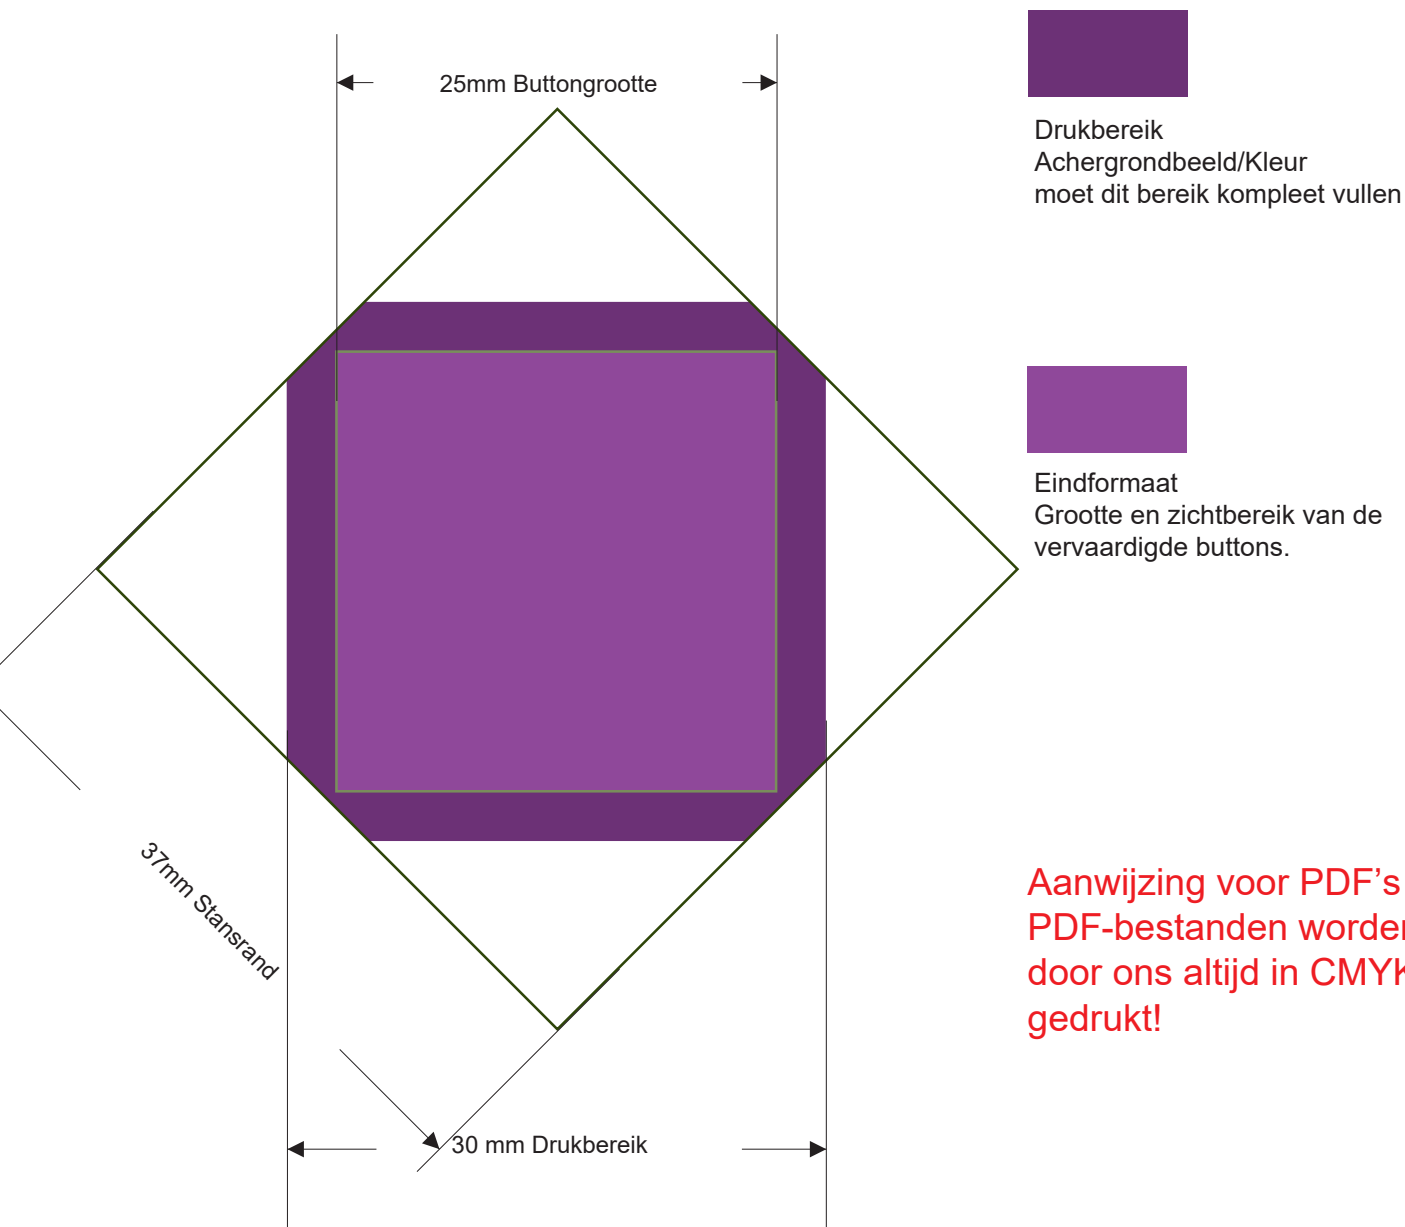 25mm Buttongrootte
Drukbereik
Achergrondbeeld/Kleur
moet dit bereik kompleet vullen
Eindformaat
Grootte en zichtbereik van de
vervaardigde buttons.
37mm Stansrand
Aanwijzing voor PDF’s
PDF-bestanden worden
door ons altijd in CMYK
gedrukt!
30 mm Drukbereik